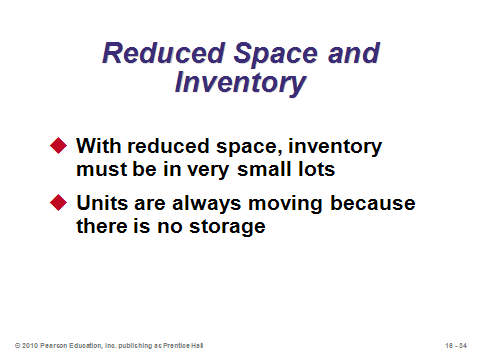 Reduced Space and
Inventory
With reduced space, inventory
must be in very small lots
Units are always moving because
there is no storage
© 2010 Pearson Education, Inc. publishing as Prentice Hall
16 - 34